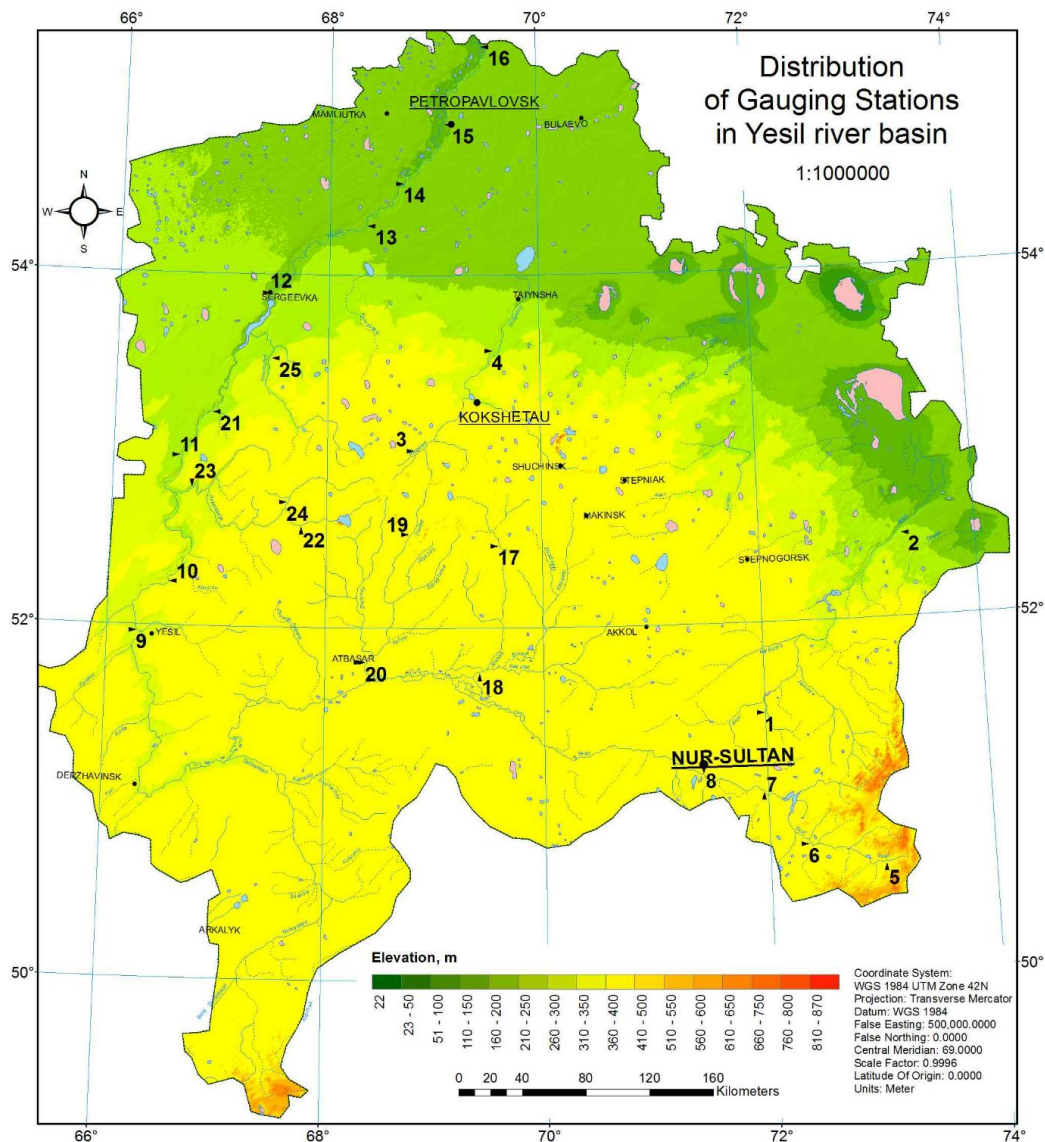 66°
68°
70°
72°
74°
Distribution
of Gauging Stations
in Yesil river basin
1:1000000
16
PETROPAVLOVSK
MAMLIUTKA
15
BULAEVO
N
W
E
S
14
13
54°
54°
12
SERGEEVKA
TAIYNSHA
4
25
KOKSHETAU
21
3
11
23
SHUCHINSK
STEPNIAK
24
MAKINSK
19
22
17
2
STEPNOGORSK
10
52°
52°
9
YESIL
AKKOL
ATBASAR
20
18
1
NUR-SULTAN
DERZHAVINSK
8
7
6
5
ARKALYK
50°
50°
Elevation, m
22
23 - 50
51 - 100
110 - 150
160 - 200
210 - 250
260 - 300
310 - 350
360 - 400
410 - 450
460 - 500
510 - 550
560 - 600
610 - 650
660 - 700
760 - 800
810 - 870
0
20
40
80
120
160
Kilometers
Coordinate System:
WGS 1984 UTM Zone 42N
Projection: Transverse Mercator
Datum: WGS 1984
False Easting: 500,000.0000
False Northing: 0.0000
Central Meridian: 69.0000
Scale Factor: 0.9996
Latitude Of Origin: 0.0000
Units: Meter
66°
68°
70°
72°
74°